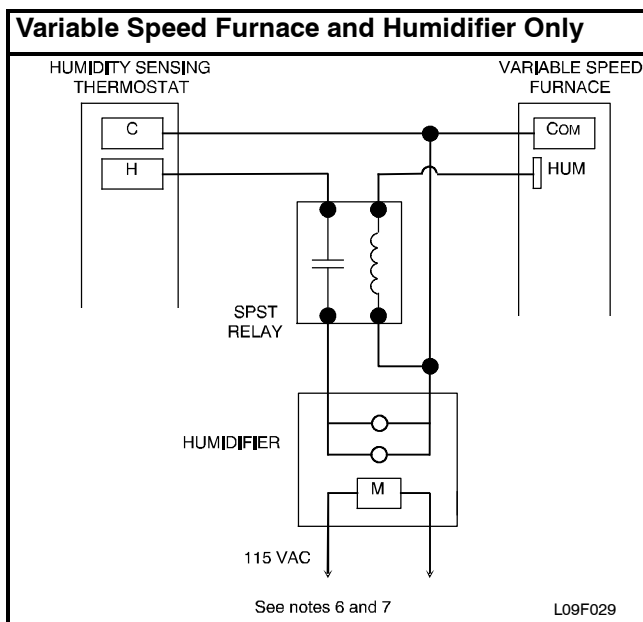 Variable Speed Furnace and Humidifier Only
HUMIDITY SENSING
THERMOSTAT
VARIABLE SPEED
FURNACE
C
COM
H
HUM
SPST
RELAY
HUMIDIFIER
M
115 VAC
See notes 6 and 7
L09F029